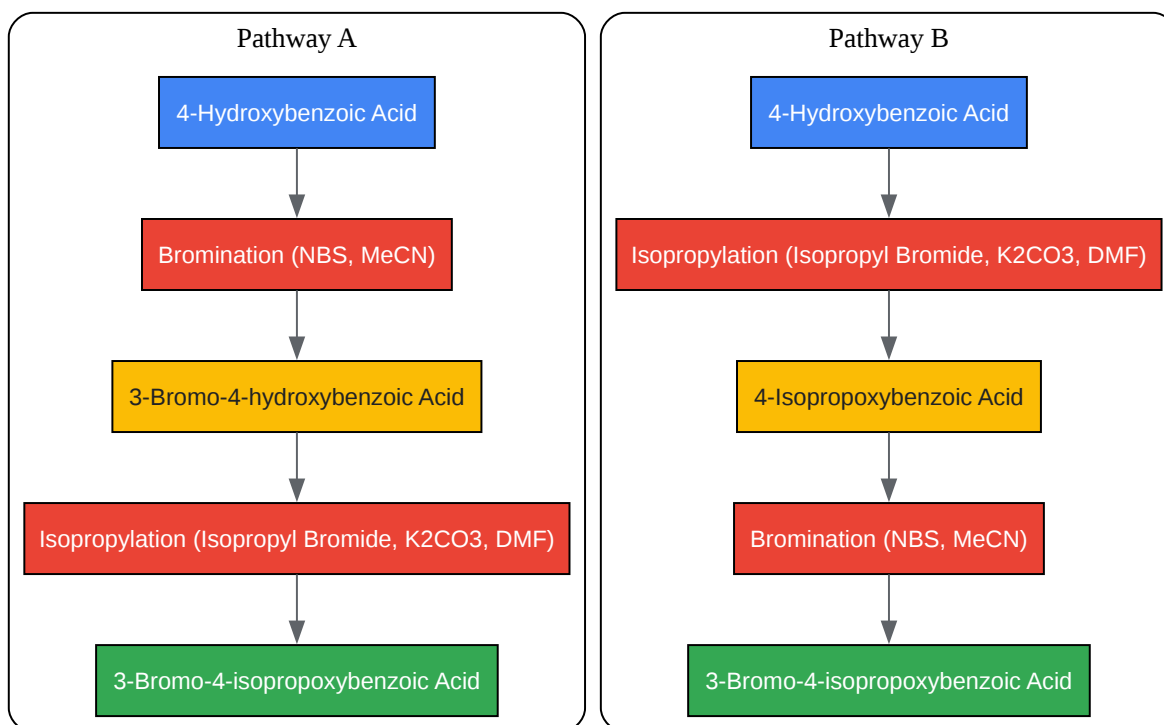 Pathway A
4-Hydroxybenzoic Acid
Bromination (NBS, MeCN)
3-Bromo-4-hydroxybenzoic Acid
Isopropylation (Isopropyl Bromide, K2CO3, DMF)
3-Bromo-4-isopropoxybenzoic Acid
Pathway B
4-Hydroxybenzoic Acid
Isopropylation (Isopropyl Bromide, K2CO3, DMF)
4-Isopropoxybenzoic Acid
Bromination (NBS, MeCN)
3-Bromo-4-isopropoxybenzoic Acid